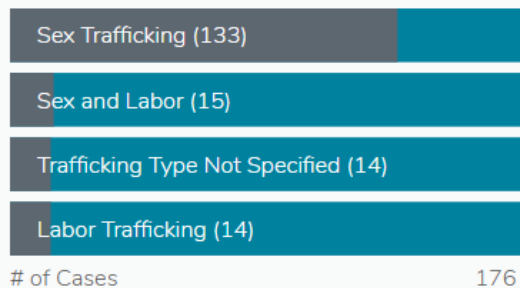 Sex Trafficking (133)
Sex and Labor (15)
Trafficking Type Not Specified (14)
Labor Trafficking (14)
# of Cases 176